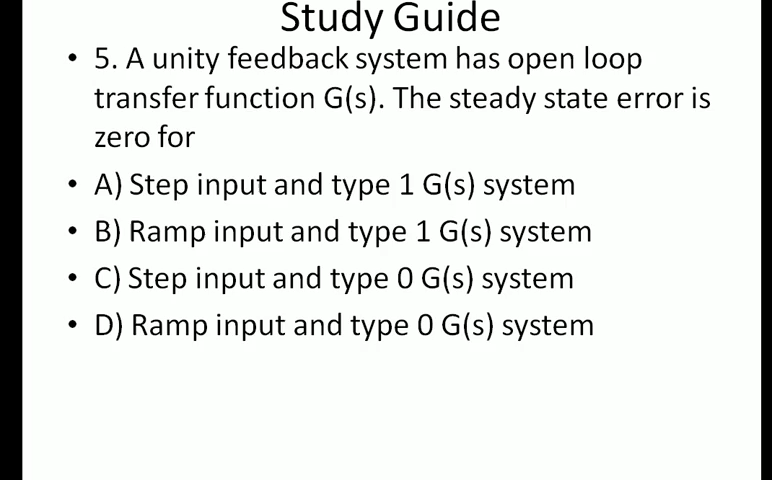 Study Guide
• 5. A unity feedback system has open loop
transfer function G(s). The steady state error is
zero for
• A) Step input and type 1 G(s) system
• B) Ramp input and type 1 G(s) system
• C) Step input and type 0 G(s) system
• D) Ramp input and type 0 G(s) system